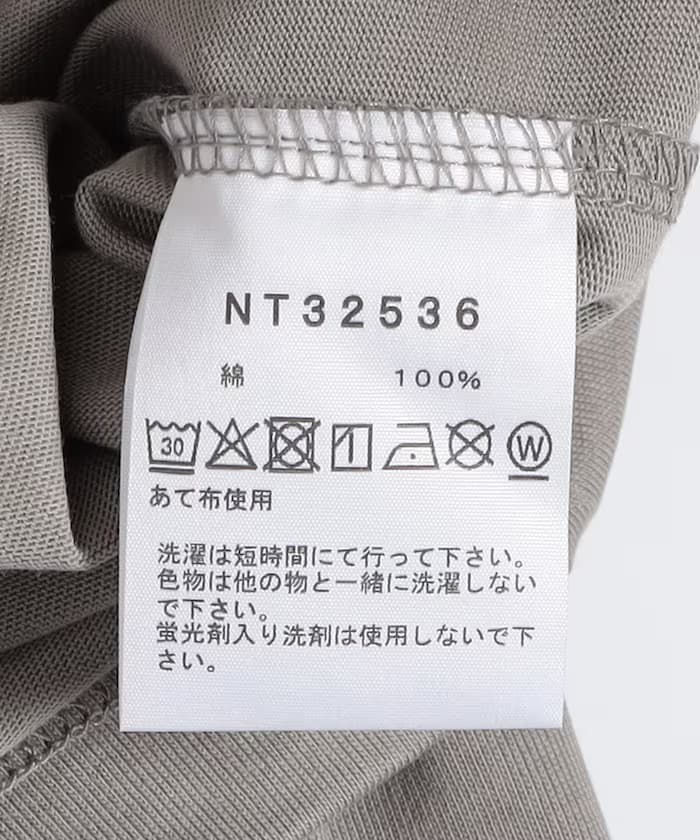 NT32536
綿 100%
30 W
あて布使用
洗濯は短時間にて行って下さい。
色物は他の物と一緒に洗濯しない
で下さい。
蛍光剤入り洗剤は使用しないで下
さい。